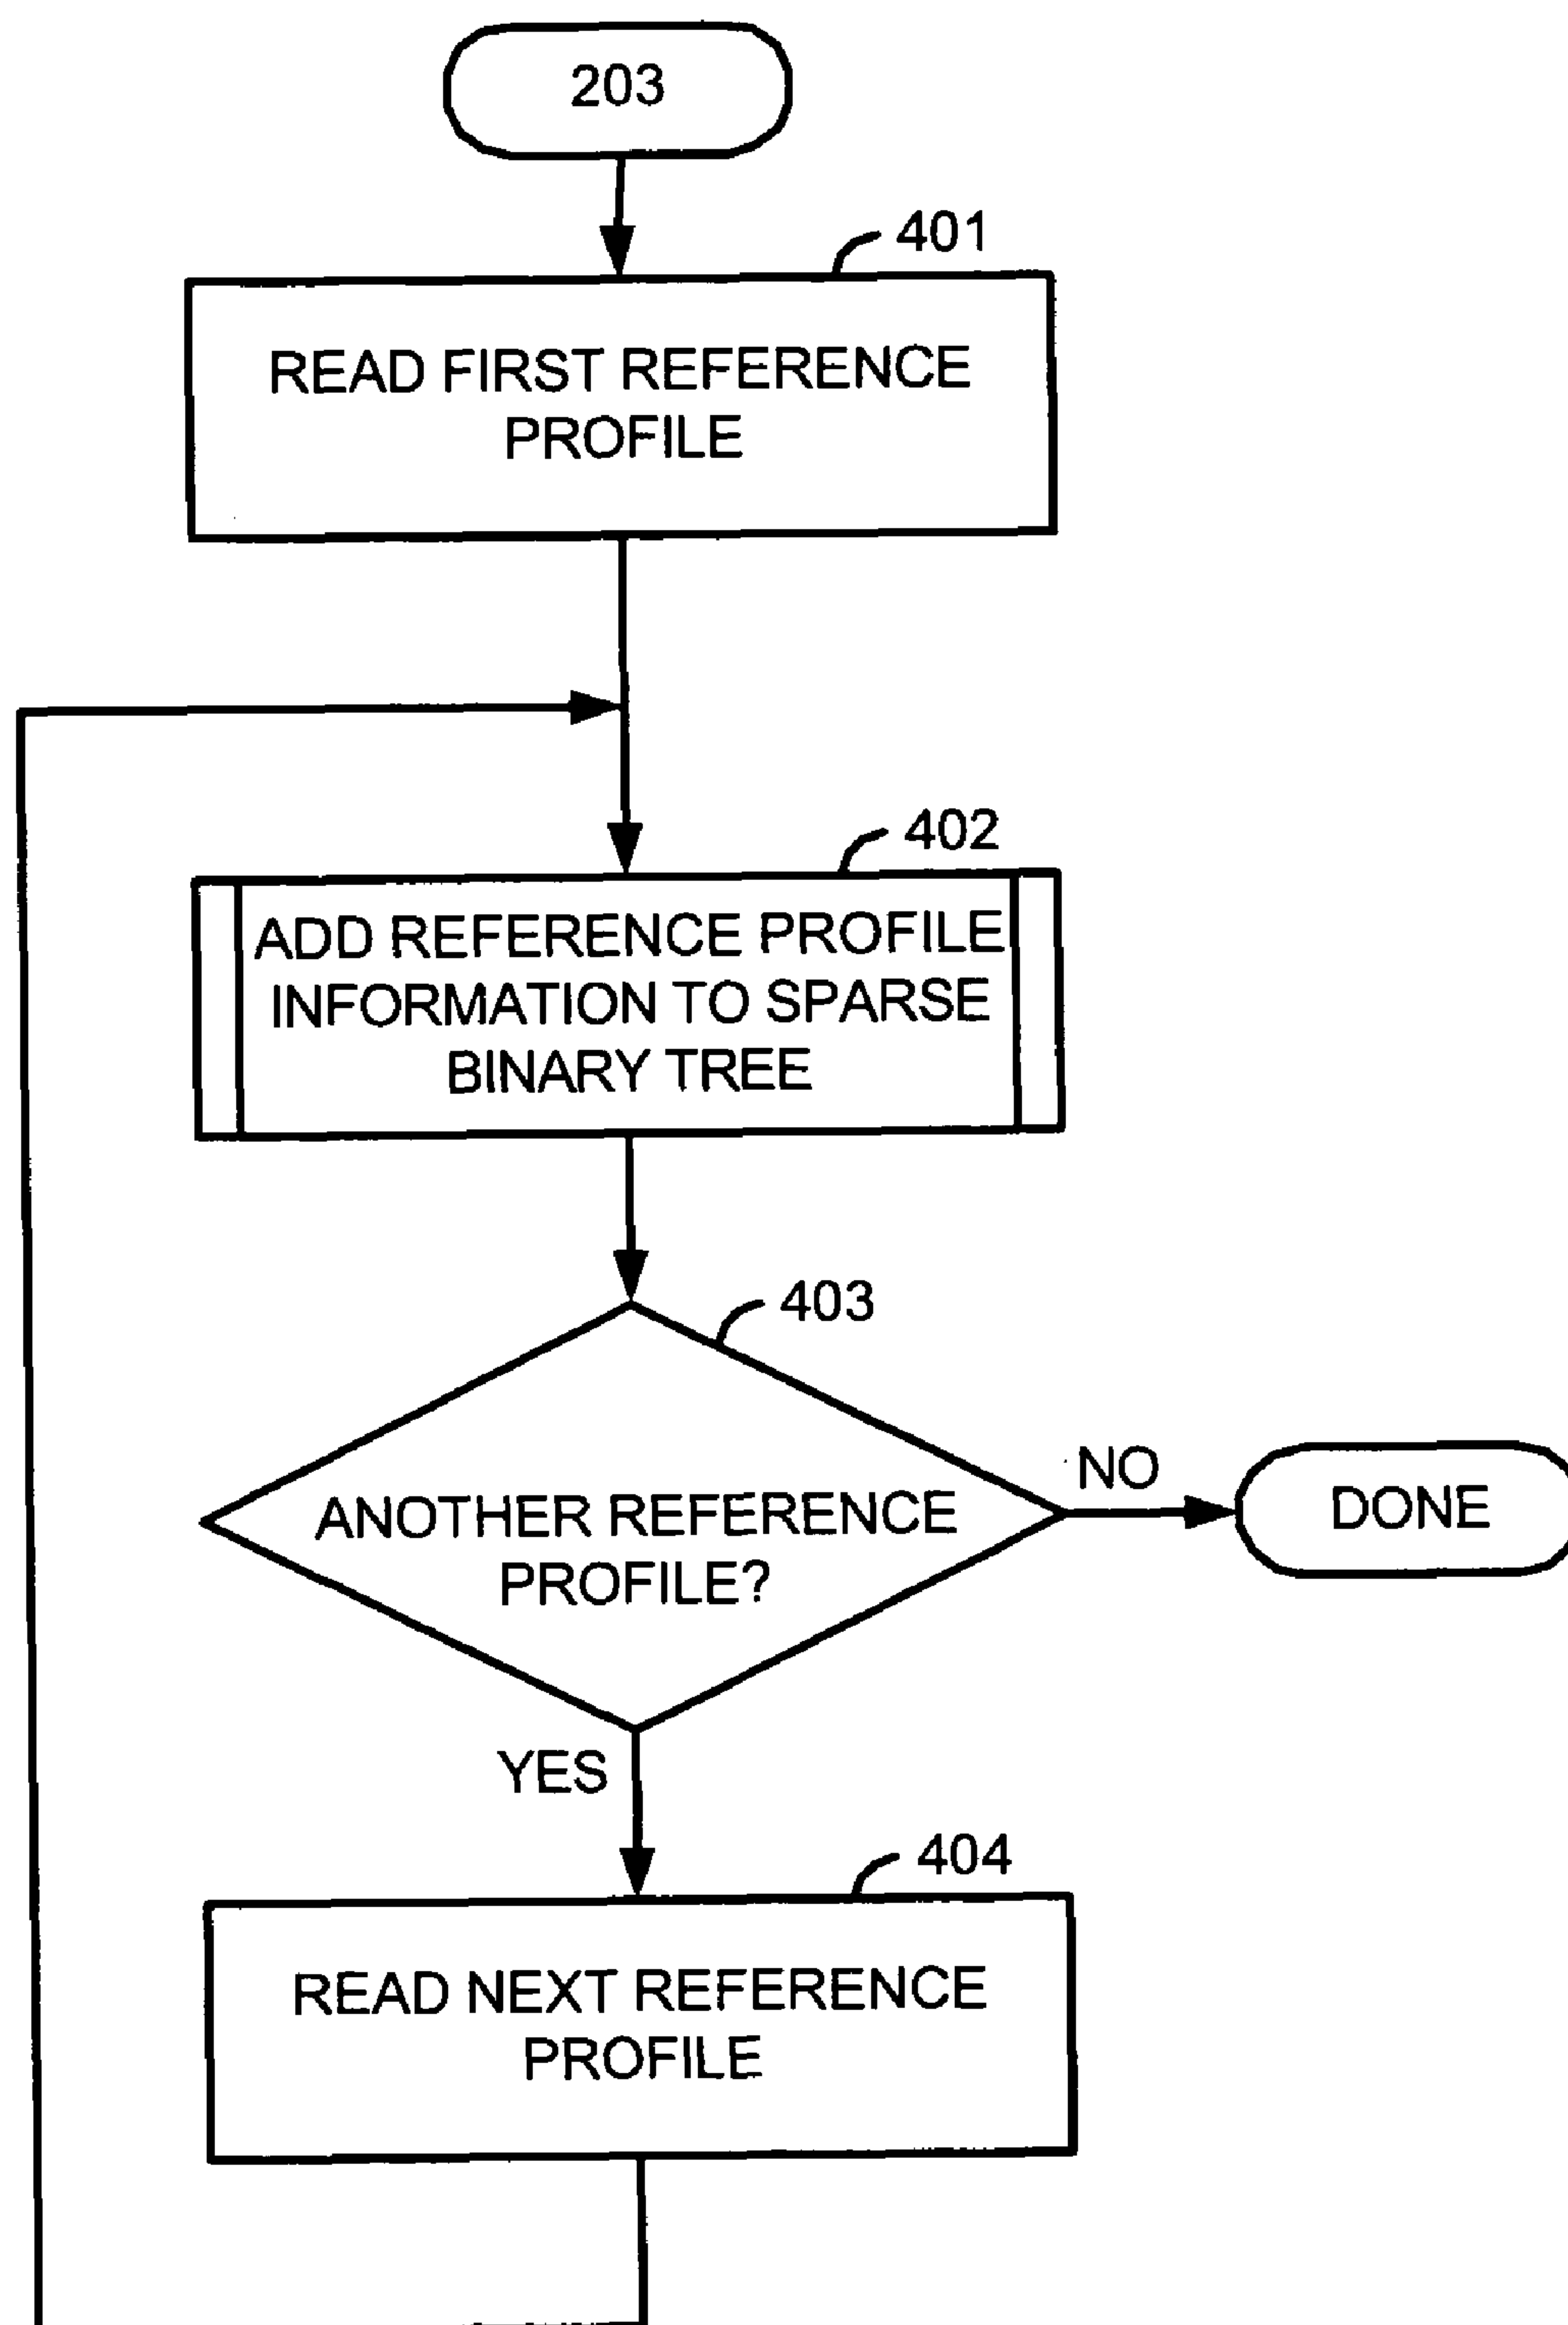 203
401
READ FIRST REFERENCE
PROFILE
402
ADD REFERENCE PROFILE
INFORMATION TO SPARSE
BINARY TREE
403
ANOTHER REFERENCE
PROFILE?
NO
DONE
YES
404
READ NEXT REFERENCE
PROFILE